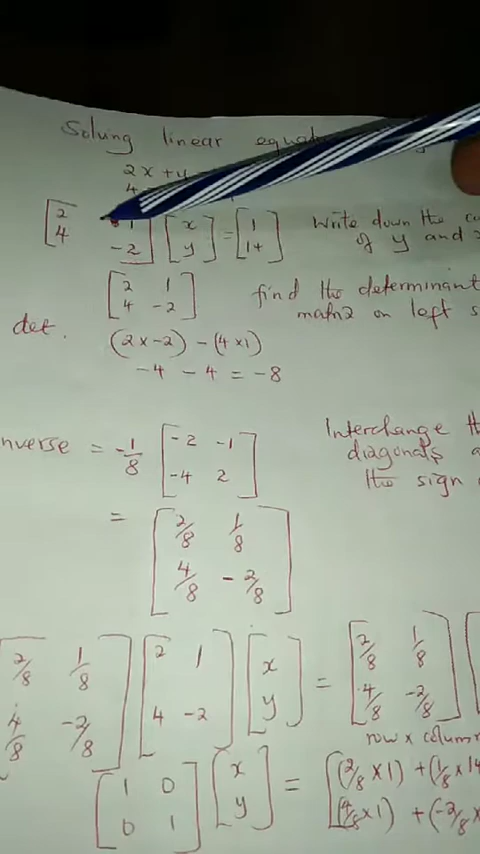 Solving linear
2x + y
[2 1] [x] = [1] Write down the
[4 -2] [y] [14] of y and
[2 1] find the determinant
[4 -2] matrix on left
det. (2x-2) - (4x1)
-4 - 4 = -8
= -1/8 [-2 -1] Interchange
[-4 2] diagonals
the sign
= [2/8 1/8]
[4/8 -2/8]
[2/8 1/8] [2 1] [x] = [2/8 1/8]
[4/8 -2/8] [4 -2] [y] [4/8 -2/8]
row x column
[1 0] [x] = [(2/8 x 1) + (1/8 x 14
[0 1] [y] [(4/8 x 1) + (-2/8 x